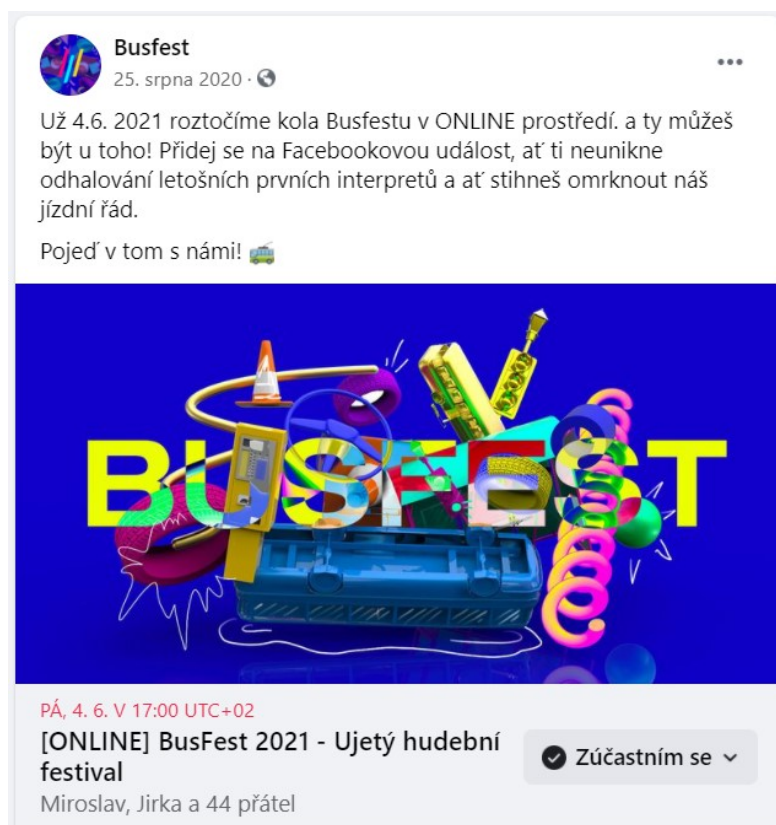 Busfest
25. srpna 2020 ·
Už 4.6. 2021 roztočíme kola Busfestu v ONLINE prostředí. a ty můžeš
být u toho! Přidej se na Facebookovou událost, ať ti neunikne
odhalování letošních prvních interpretů a ať stihneš omrknout náš
jízdní řád.
Pojeď v tom s námi! 🚎
BUSFEST
PÁ, 4. 6. V 17:00 UTC+02
[ONLINE] BusFest 2021 - Ujetý hudební
festival
Zúčastním se
Miroslav, Jirka a 44 přátel